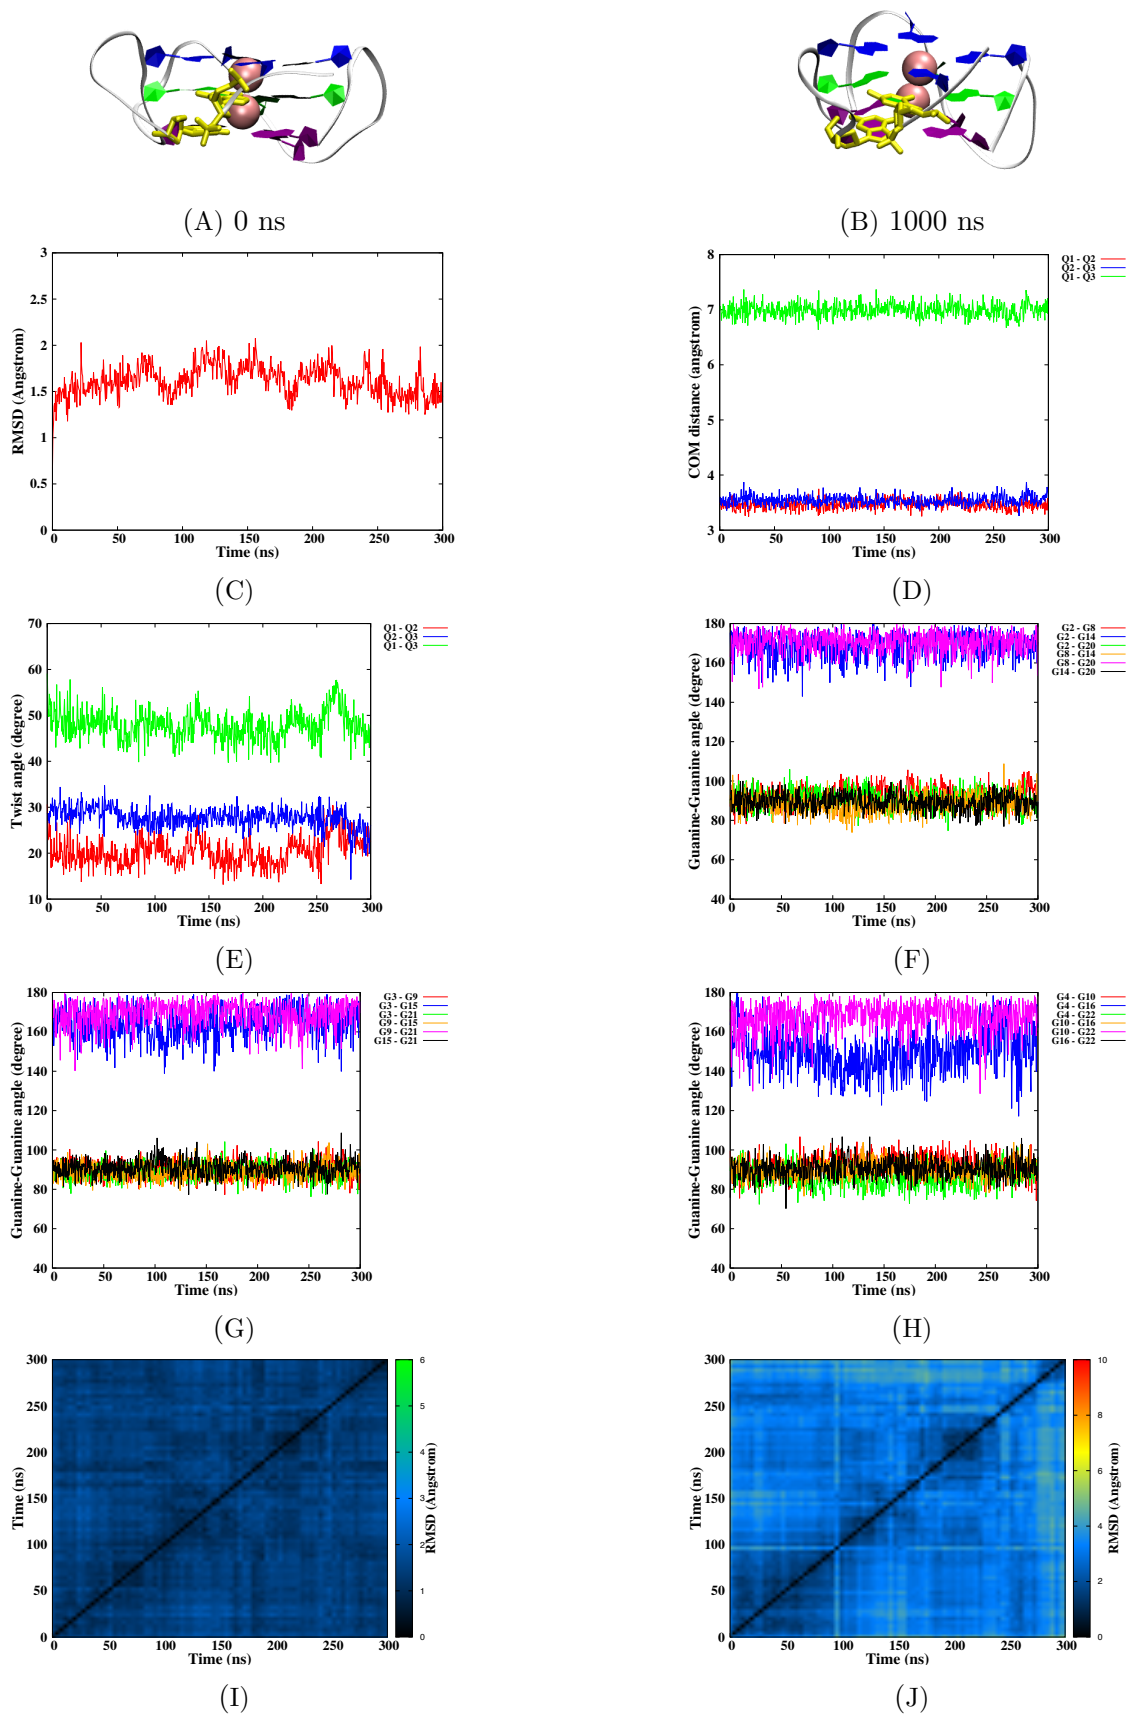 (A) 0 ns
(B) 1000 ns
3
2.5
2
1.5
1
0.5
0
RMSD (Angstrom)
0 50 100 150 200 250 300
Time (ns)
(C)
8
7
6
5
4
3
COM distance (angstrom)
0 50 100 150 200 250 300
Time (ns)
Q1 - Q2
Q2 - Q3
Q1 - Q3
(D)
70
60
50
40
30
20
10
Twist angle (degree)
0 50 100 150 200 250 300
Time (ns)
Q1 - Q2
Q2 - Q3
Q1 - Q3
(E)
180
160
140
120
100
80
60
40
Guanine-Guanine angle (degree)
0 50 100 150 200 250 300
Time (ns)
G2 - G8
G2 - G14
G2 - G20
G8 - G14
G8 - G20
G14 - G20
(F)
180
160
140
120
100
80
60
40
Guanine-Guanine angle (degree)
0 50 100 150 200 250 300
Time (ns)
G3 - G9
G3 - G15
G3 - G21
G9 - G15
G9 - G21
G15 - G21
(G)
180
160
140
120
100
80
60
40
Guanine-Guanine angle (degree)
0 50 100 150 200 250 300
Time (ns)
G4 - G10
G4 - G16
G4 - G22
G10 - G16
G10 - G22
G16 - G22
(H)
300
250
200
150
100
50
0
Time (ns)
0 50 100 150 200 250 300
Time (ns)
6
5
4
3
2
1
0
RMSD (Angstrom)
(I)
300
250
200
150
100
50
0
Time (ns)
0 50 100 150 200 250 300
Time (ns)
10
8
6
4
2
0
RMSD (Angstrom)
(J)